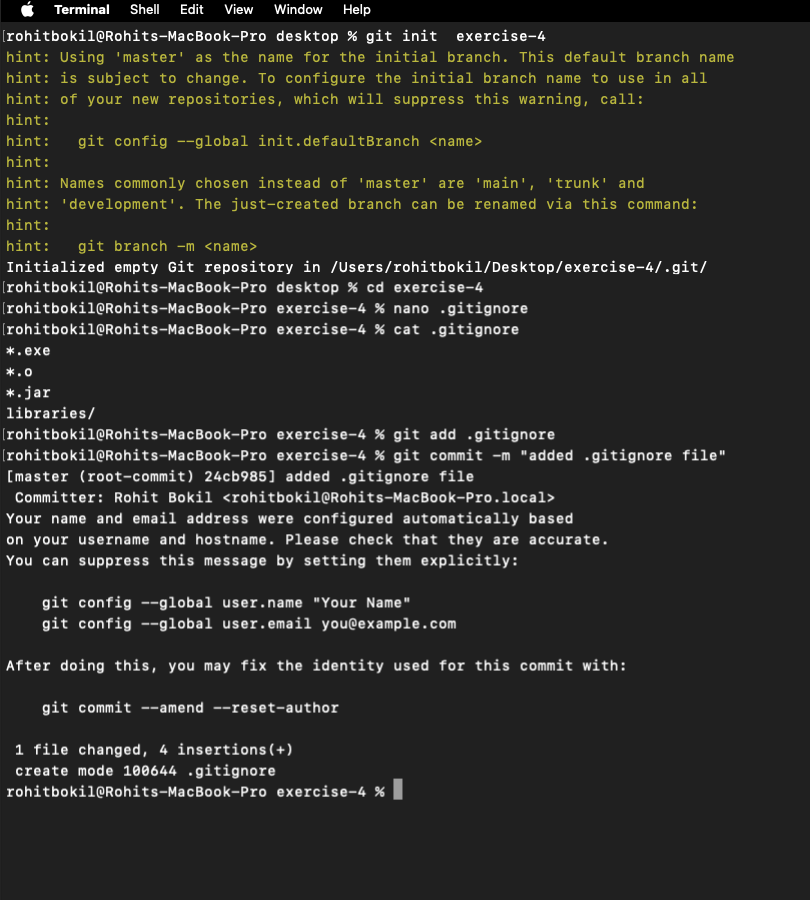 Terminal Shell Edit View Window Help
[rohitbokil@Rohits-MacBook-Pro desktop % git init  exercise-4
hint: Using 'master' as the name for the initial branch. This default branch name
hint: is subject to change. To configure the initial branch name to use in all
hint: of your new repositories, which will suppress this warning, call:
hint:
hint:   git config --global init.defaultBranch <name>
hint:
hint: Names commonly chosen instead of 'master' are 'main', 'trunk' and
hint: 'development'. The just-created branch can be renamed via this command:
hint:
hint:   git branch -m <name>
Initialized empty Git repository in /Users/rohitbokil/Desktop/exercise-4/.git/
[rohitbokil@Rohits-MacBook-Pro desktop % cd exercise-4
[rohitbokil@Rohits-MacBook-Pro exercise-4 % nano .gitignore
[rohitbokil@Rohits-MacBook-Pro exercise-4 % cat .gitignore
*.exe
*.o
*.jar
libraries/
[rohitbokil@Rohits-MacBook-Pro exercise-4 % git add .gitignore
[rohitbokil@Rohits-MacBook-Pro exercise-4 % git commit -m "added .gitignore file"
[master (root-commit) 24cb985] added .gitignore file
 Committer: Rohit Bokil <rohitbokil@Rohits-MacBook-Pro.local>
Your name and email address were configured automatically based
on your username and hostname. Please check that they are accurate.
You can suppress this message by setting them explicitly:

    git config --global user.name "Your Name"
    git config --global user.email you@example.com

After doing this, you may fix the identity used for this commit with:

    git commit --amend --reset-author

 1 file changed, 4 insertions(+)
 create mode 100644 .gitignore
rohitbokil@Rohits-MacBook-Pro exercise-4 %